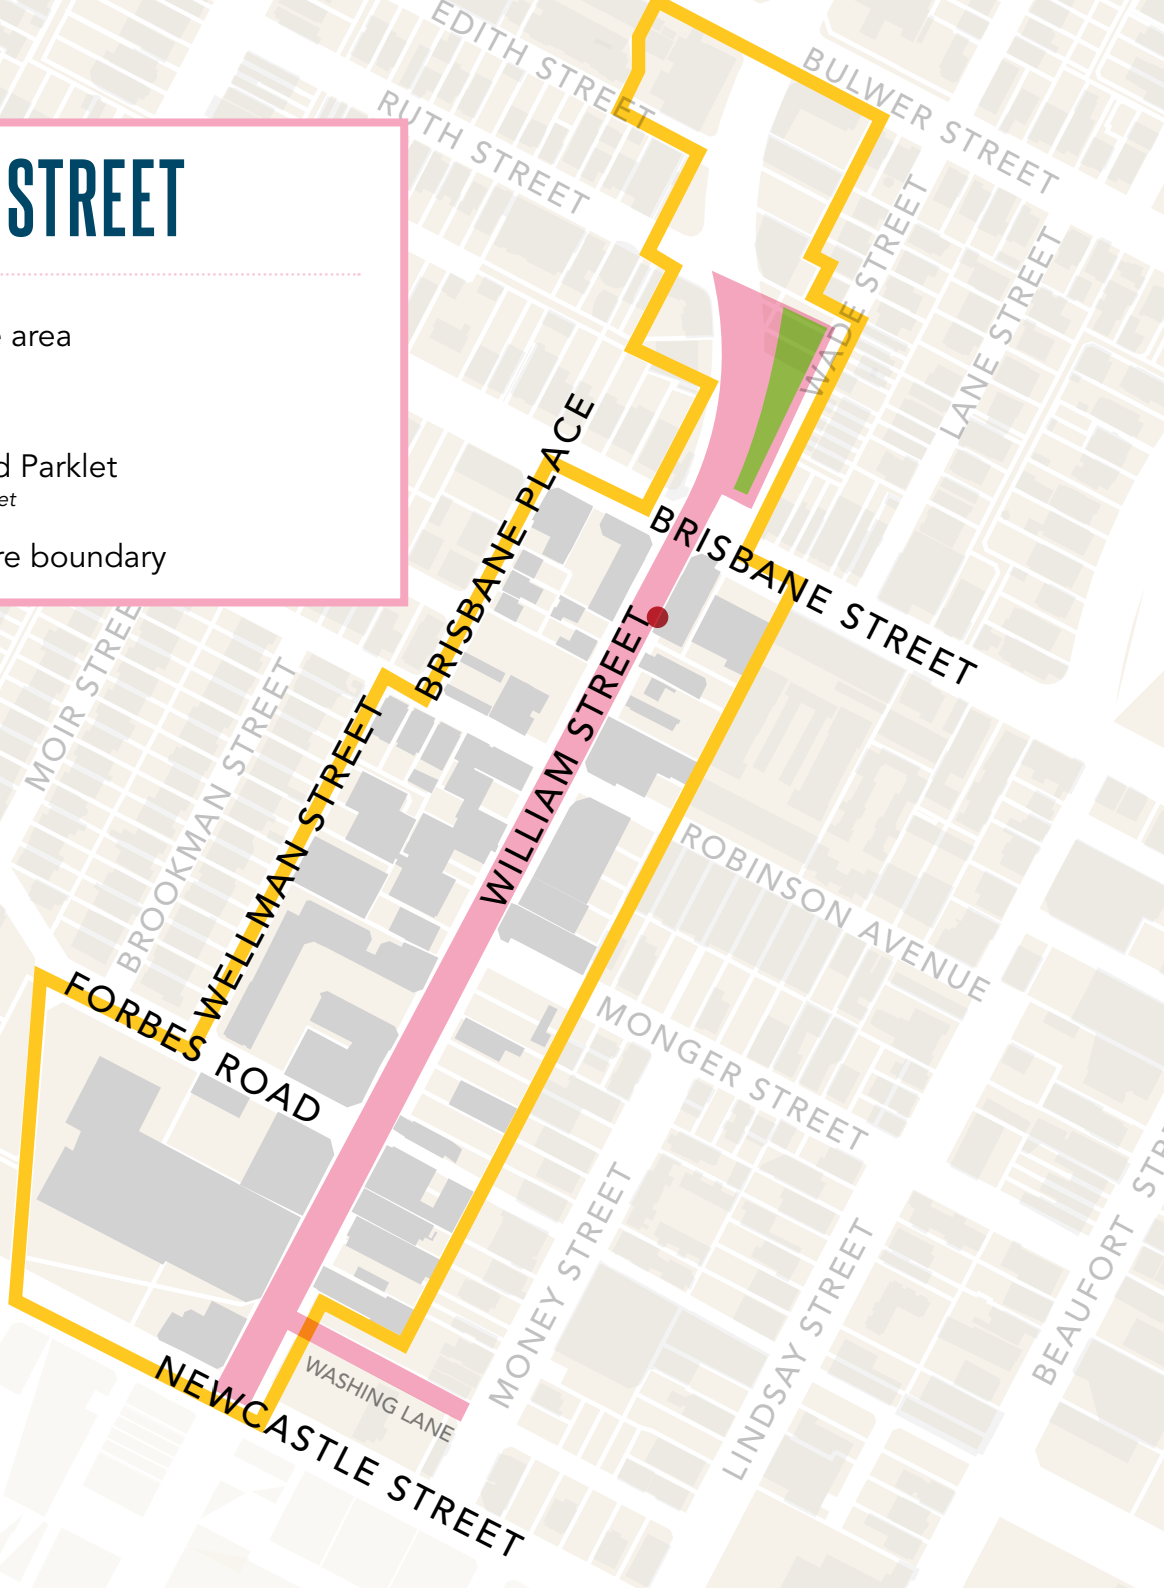 EDITH STREET
BULWER STREET
RUTH STREET
STREET
area
d Parklet
et
re boundary
WADE STREET
LANE STREET
BRISBANE PLACE
BRISBANE STREET
WILLIAM STREET
MOIR STREE
BROOKMAN STREET
WELLMAN STREET
ROBINSON AVENUE
FORBES ROAD
MONGER STREET
MONEY STREET
LINDSAY STREET
BEAUFORT STR
WASHING LANE
NEWCASTLE STREET